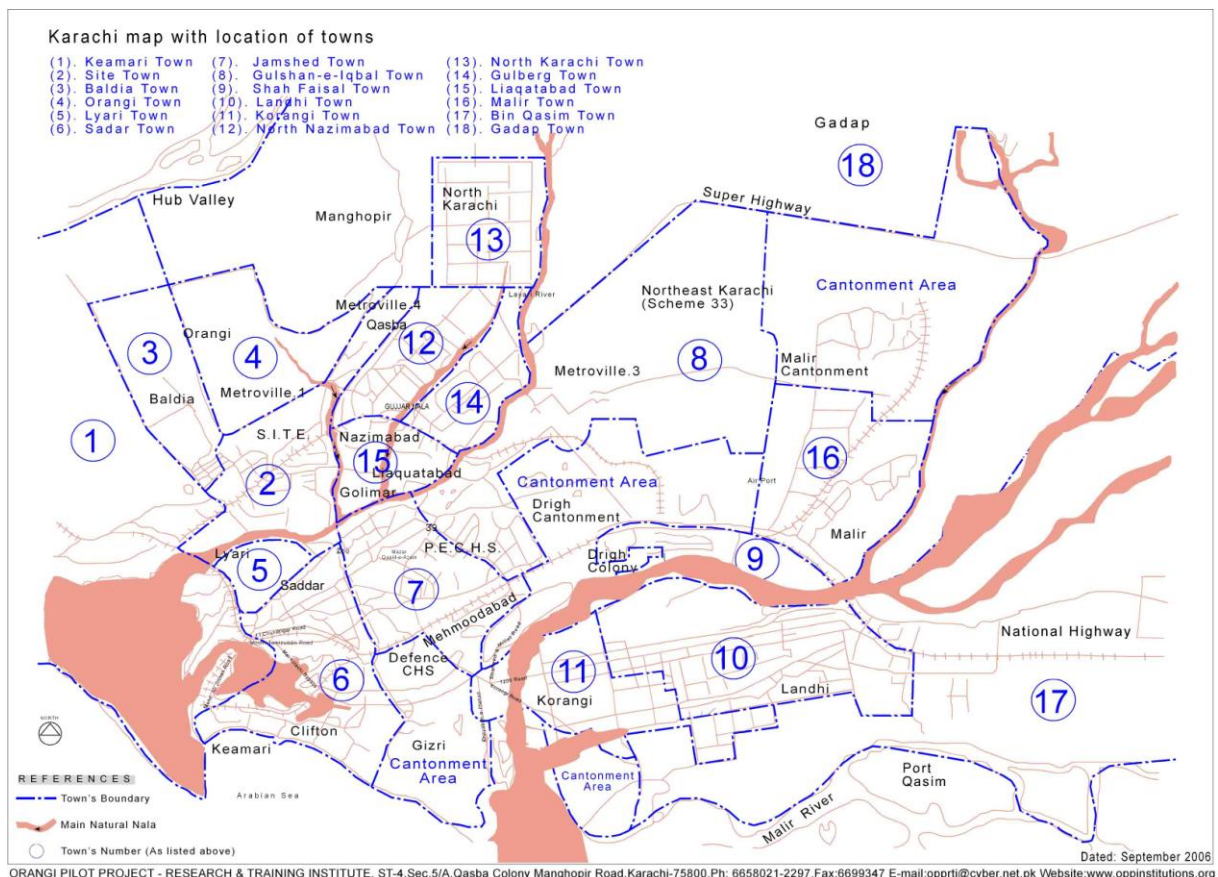 Karachi map with location of towns
(1). Keamari Town
(2). Site Town
(3). Baldia Town
(4). Orangi Town
(5). Lyari Town
(6). Sadar Town
(7). Jamshed Town
(8). Gulshan-e-Iqbal Town
(9). Shah Faisal Town
(10). Landhi Town
(11). Korangi Town
(12). North Nazimabad Town
(13). North Karachi Town
(14). Gulberg Town
(15). Liaqatabad Town
(16). Malir Town
(17). Bin Qasim Town
(18). Gadap Town
Gadap
18
Hub Valley
Manghopir
North
Karachi
13
Super Highway
Cantonment Area
Northeast Karachi
(Scheme 33)
Metroville.4
Qasba
12
Orangi
3
4
8
Malir
Cantonment
Metroville.3
Baldia
Metroville.1
GUJJAR NALA
14
1
S.I.T.E.
Nazimabad
15
Liaquatabad
Golimar
2
16
Air Port
Cantonment Area
Drigh
Cantonment
39
Malir
P.E.C.H.S.
Lyari
5
Saddar
Drigh
Colony
9
7
Mehmoodabad
National Highway
Defence
CHS
6
11
10
Korangi
Landhi
17
Clifton
Keamari
Gizri
Cantonment
Area
Cantonment
Area
Port
Qasim
Malir River
NORTH
Arabian Sea
REFERENCES
Town's Boundary
Main Natural Nala
Town's Number (As listed above)
Dated: September 2006
ORANGI PILOT PROJECT - RESEARCH & TRAINING INSTITUTE, ST-4,Sec.5/A,Qasba Colony Manghopir Road,Karachi-75800,Ph: 6658021-2297,Fax:6699347 E-mail:opprti@cyber.net.pk Website:www.oppinstitutions.org